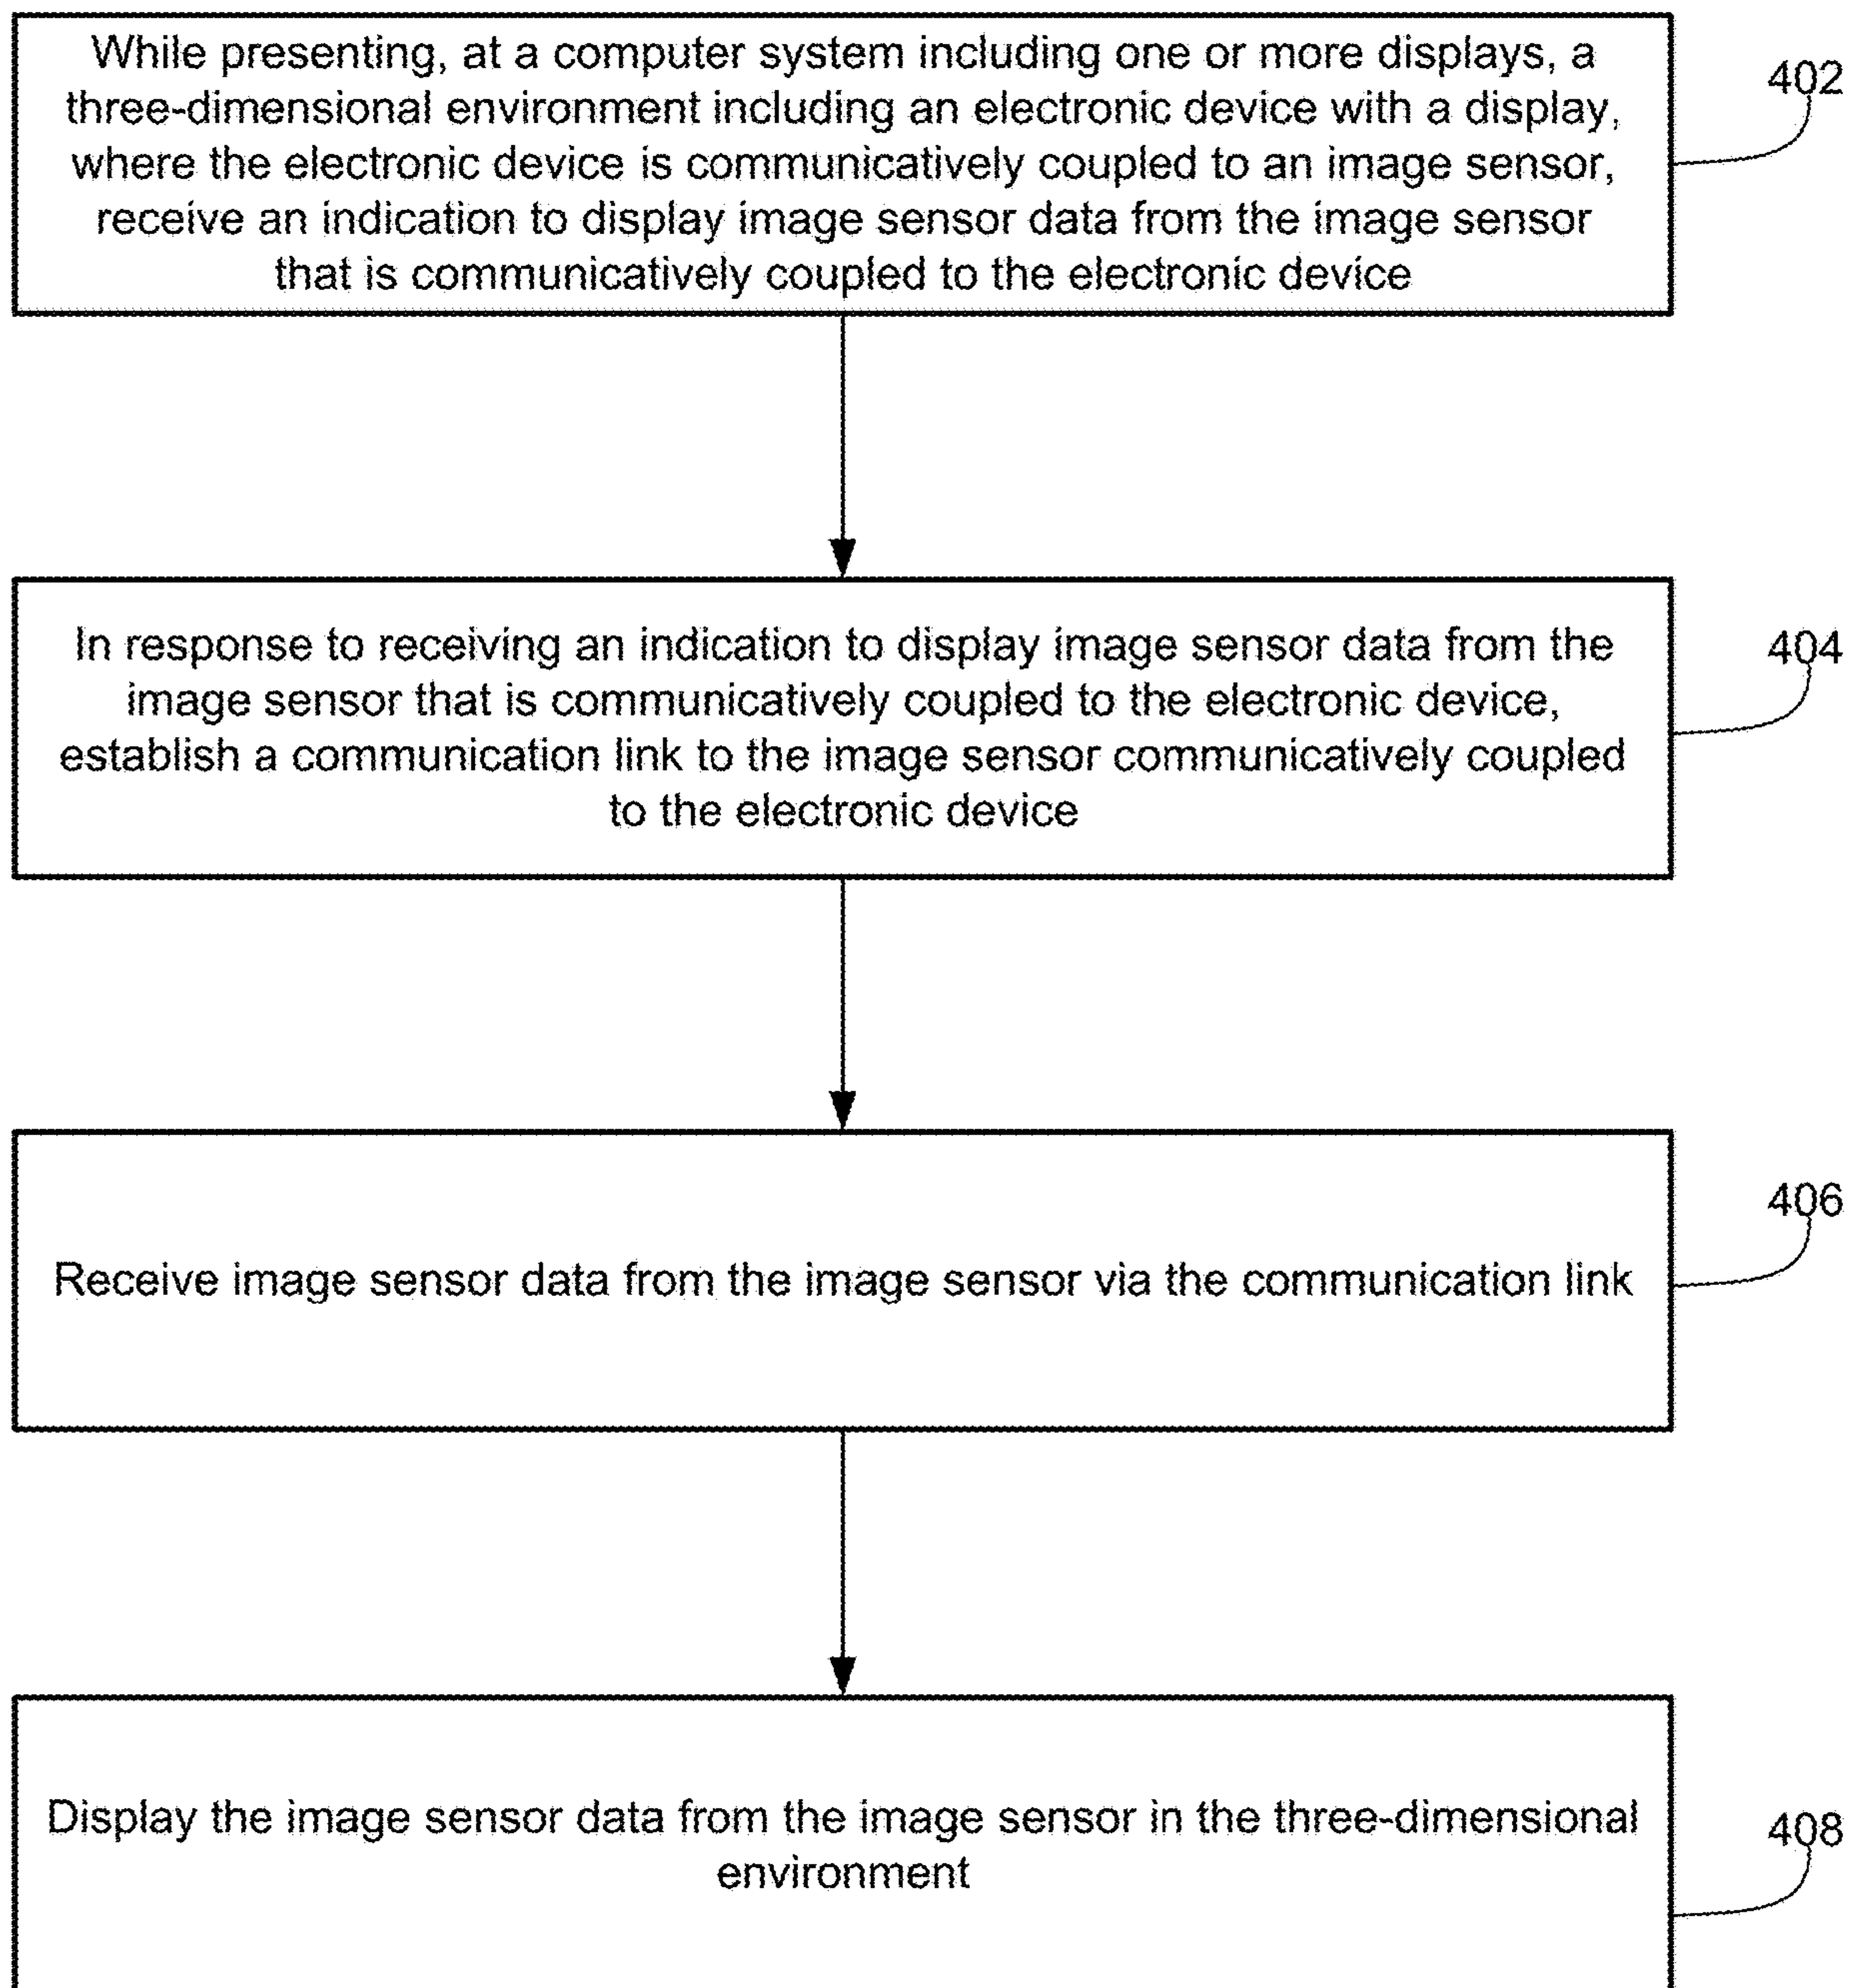 While presenting, at a computer system including one or more displays, a
three-dimensional environment including an electronic device with a display,
where the electronic device is communicatively coupled to an image sensor,
receive an indication to display image sensor data from the image sensor
that is communicatively coupled to the electronic device
402
In response to receiving an indication to display image sensor data from the
image sensor that is communicatively coupled to the electronic device,
establish a communication link to the image sensor communicatively coupled
to the electronic device
404
Receive image sensor data from the image sensor via the communication link
406
Display the image sensor data from the image sensor in the three-dimensional
environment
408